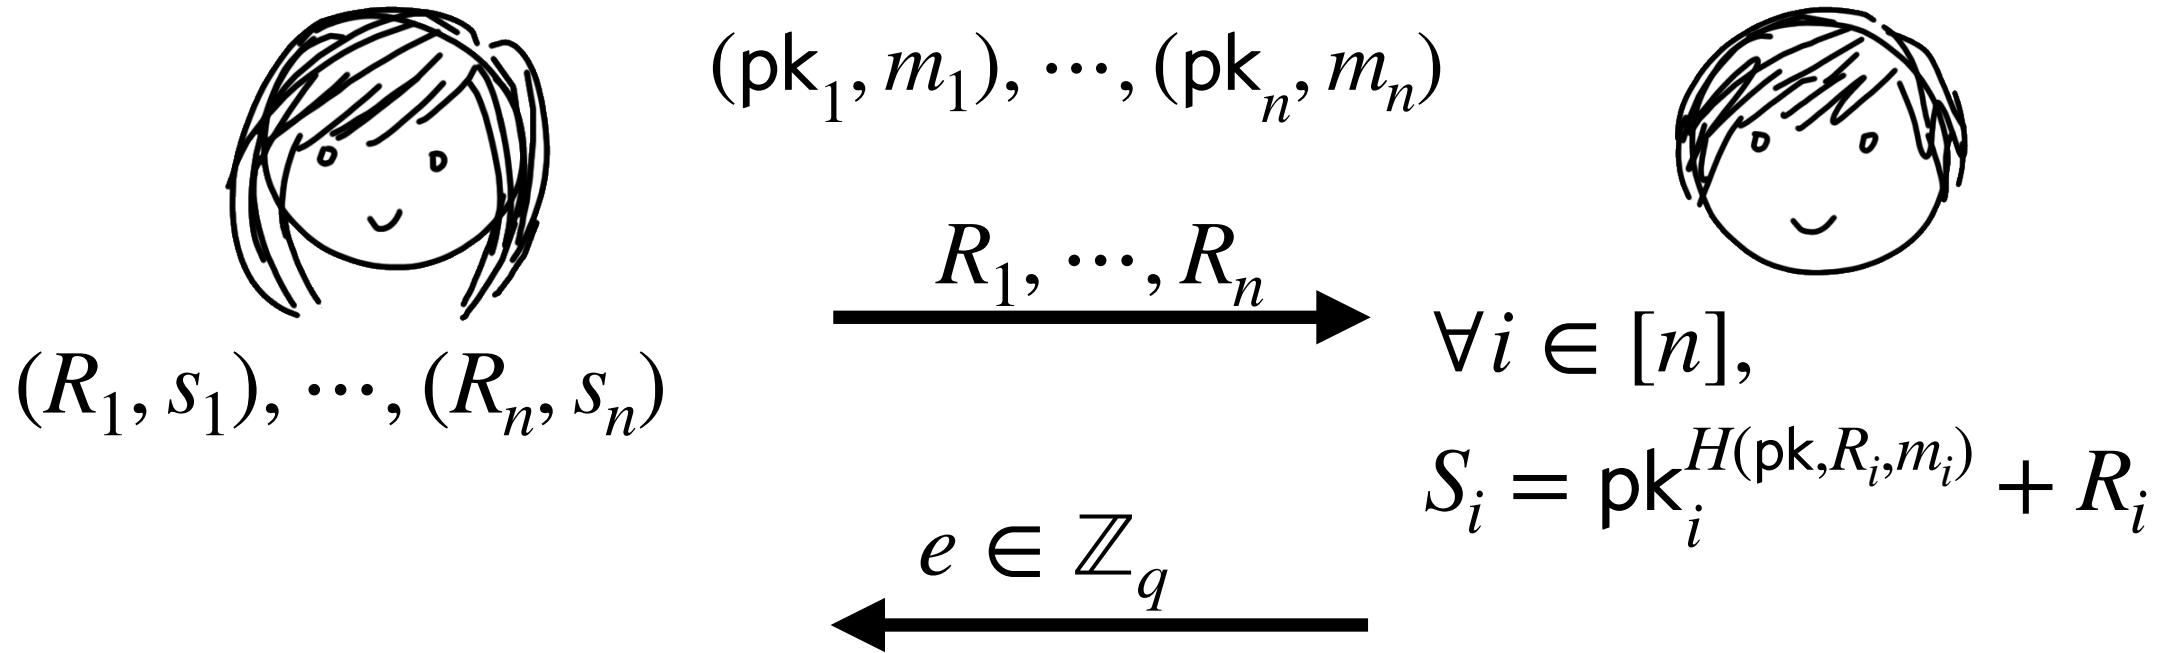 (pk₁, m₁), ⋯, (pkₙ, mₙ)
R₁, ⋯, Rₙ
(R₁, s₁), ⋯, (Rₙ, sₙ)
∀i ∈ [n],
Sᵢ = pkᵢ^{H(pk,Rᵢ,mᵢ)} + Rᵢ
e ∈ ℤ_q